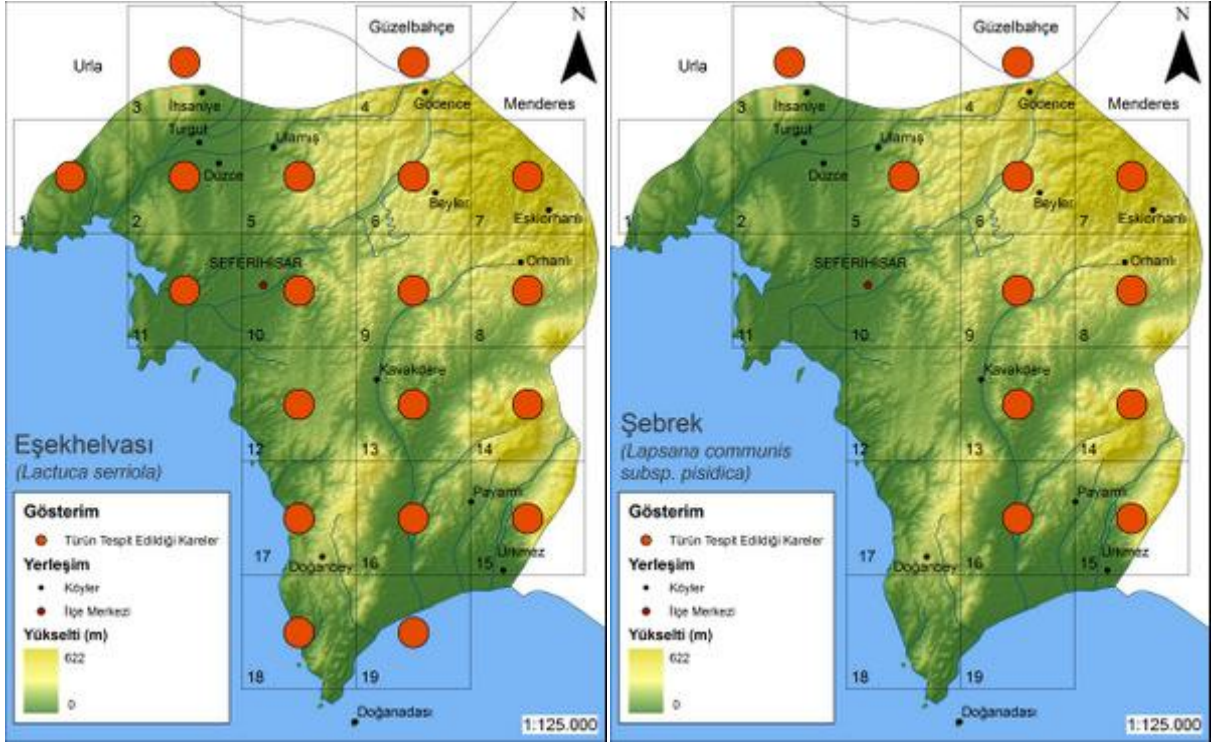 N
Güzelbahçe
Urla
İhsaniye
Gödence
Menderes
3
4
Turgut
Ulamış
Düzce
Beyler
Eskiorhanlı
1
2
5
6
7
SEFERİHİSAR
Orhanlı
11
10
9
8
Kavakdere
Eşekhelvası
(Lactuca serriola)
12
13
14
Gösterim
Türün Tespit Edildiği Kareler
Yerleşim
Köyler
İlçe Merkezi
Yükselti (m)
622
0
Payamlı
Ürkmez
Doğanbey
17
16
15
18
19
Doğanadası
1:125.000
N
Güzelbahçe
Urla
İhsaniye
Gödence
Menderes
3
4
Turgut
Ulamış
Düzce
Beyler
Eskiorhanlı
1
2
5
6
7
SEFERİHİSAR
Orhanlı
11
10
9
8
Kavakdere
Şebrek
(Lapsana communis
subsp. pisidica)
12
13
14
Gösterim
Türün Tespit Edildiği Kareler
Yerleşim
Köyler
İlçe Merkezi
Yükselti (m)
622
0
Payamlı
Ürkmez
Doğanbey
17
16
15
18
19
Doğanadası
1:125.000